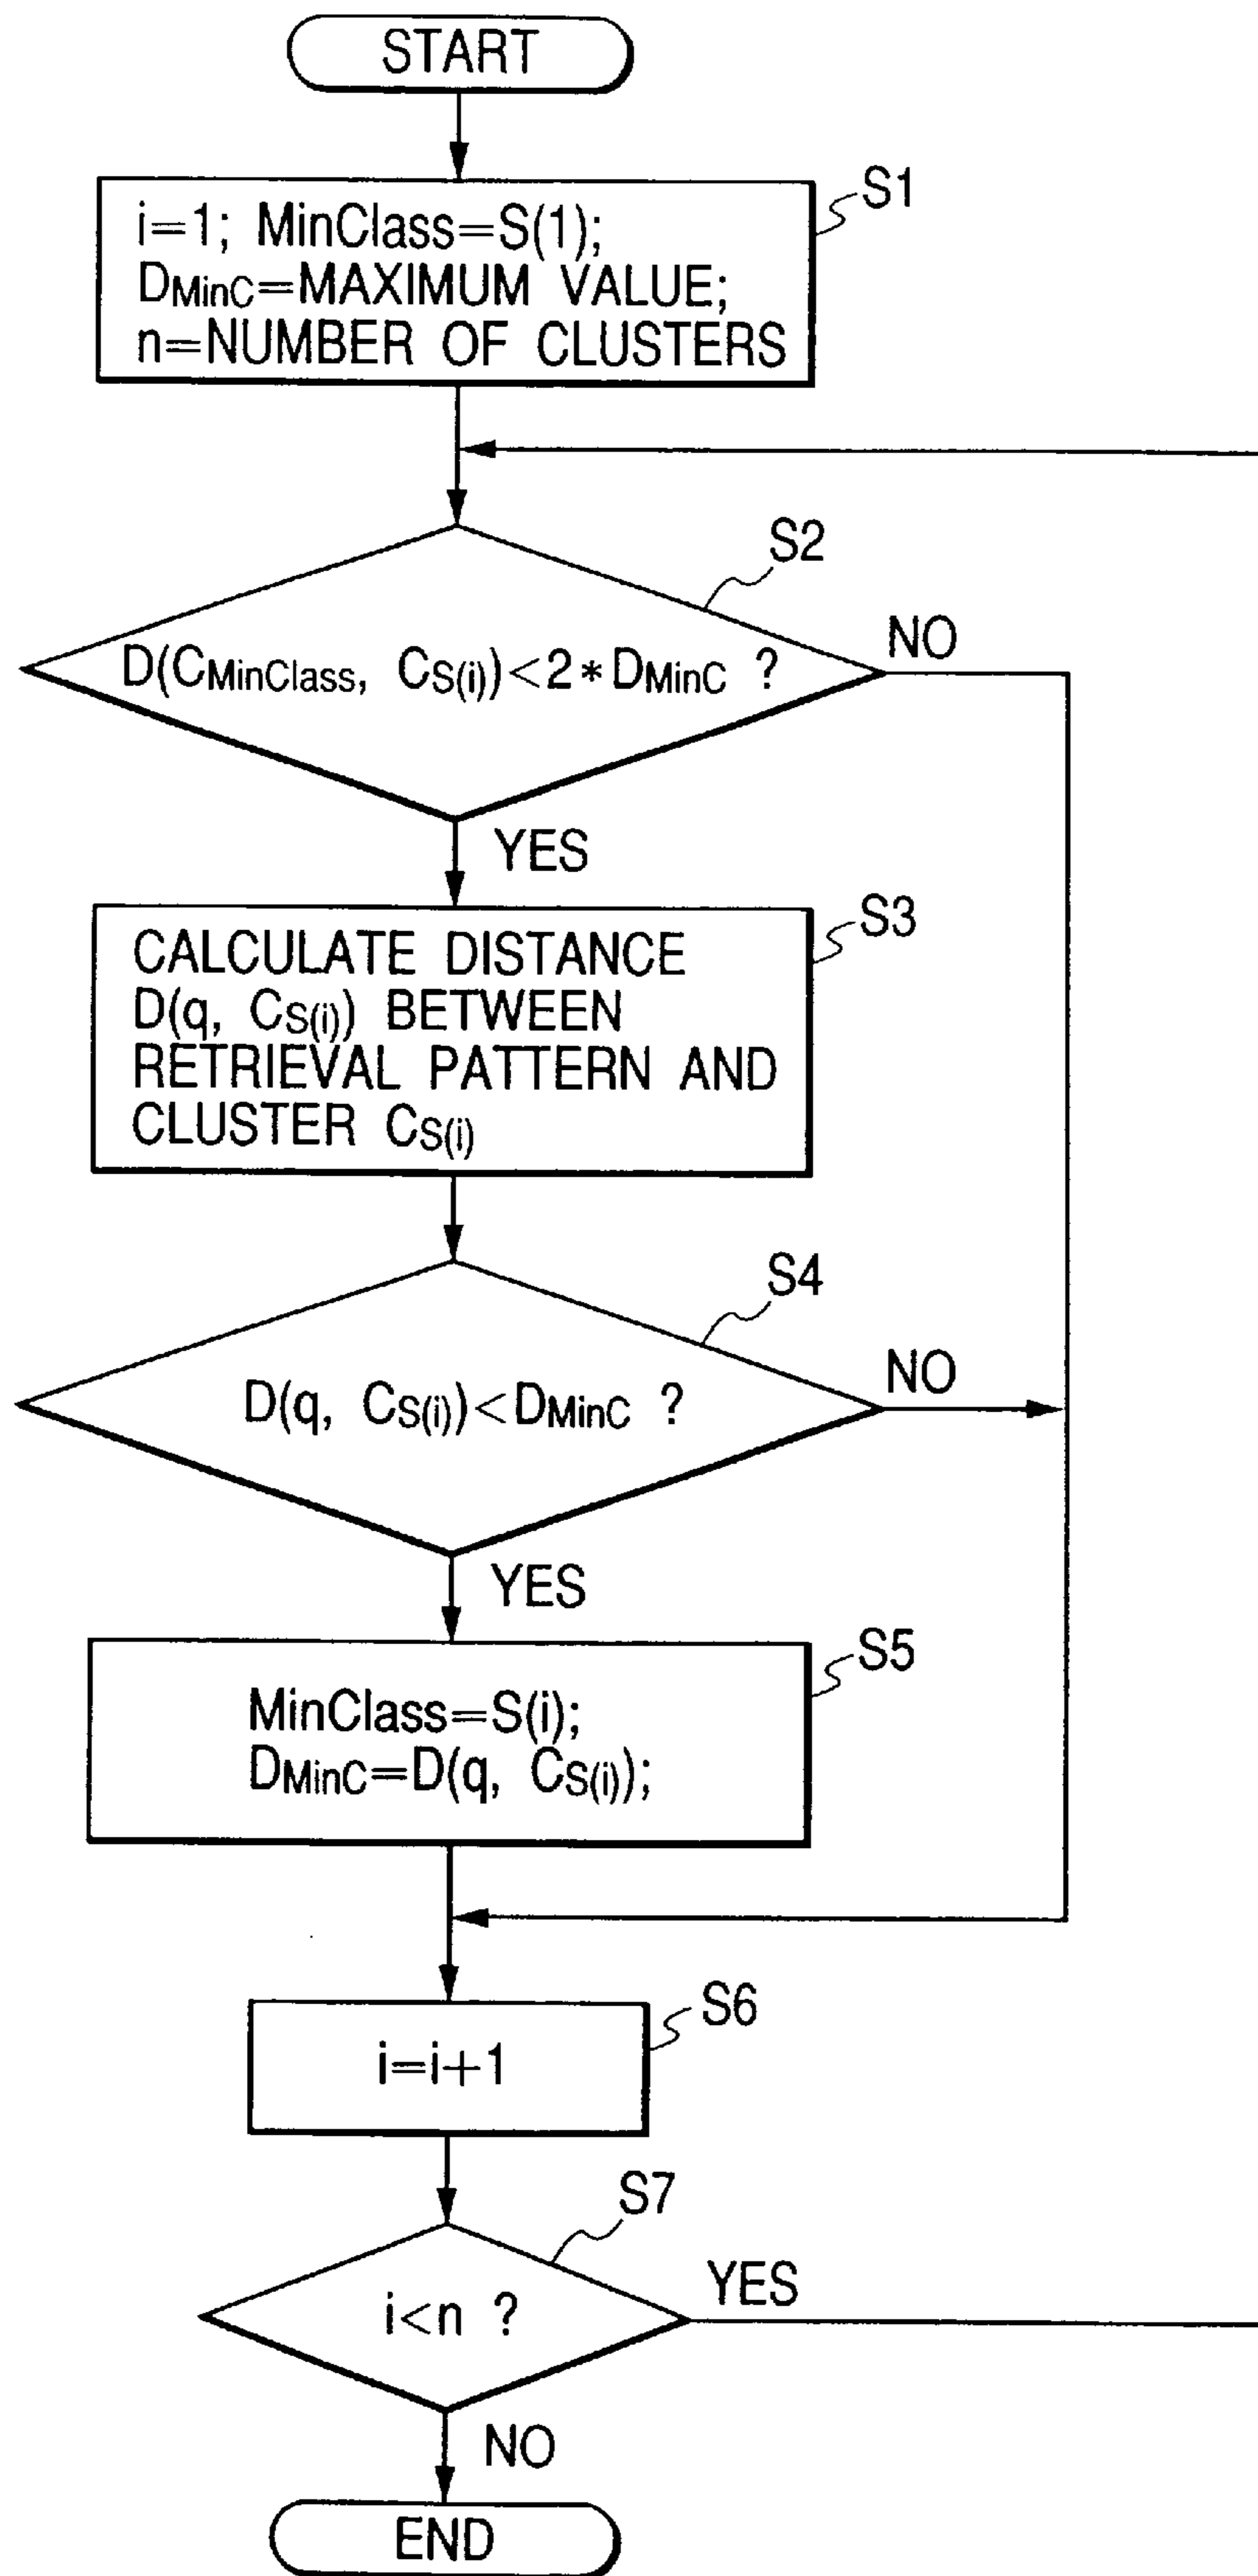 START
S1
i=1; MinClass=S(1);
DMinC=MAXIMUM VALUE;
n=NUMBER OF CLUSTERS
S2
D(CMinClass, CS(i))<2*DMinC ?
NO
YES
S3
CALCULATE DISTANCE
D(q, CS(i)) BETWEEN
RETRIEVAL PATTERN AND
CLUSTER CS(i)
S4
D(q, CS(i))<DMinC ?
NO
YES
S5
MinClass=S(i);
DMinC=D(q, CS(i));
S6
i=i+1
S7
i<n ?
YES
NO
END